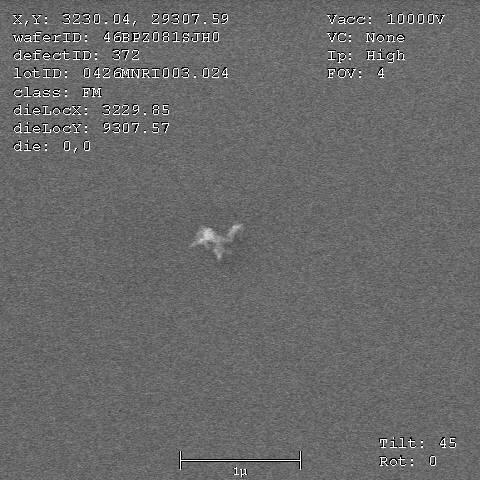 X,Y: 3230.04, 29307.59
waferID: 46BPZ081SJH0
defectID: 372
lotID: 0426MNRI003.024
class: FM
dieLocX: 3229.85
dieLocY: 9307.57
die: 0,0
Vacc: 10000V
VC: None
Ip: High
FOV: 4
Tilt: 45
Rot: 0
1µ